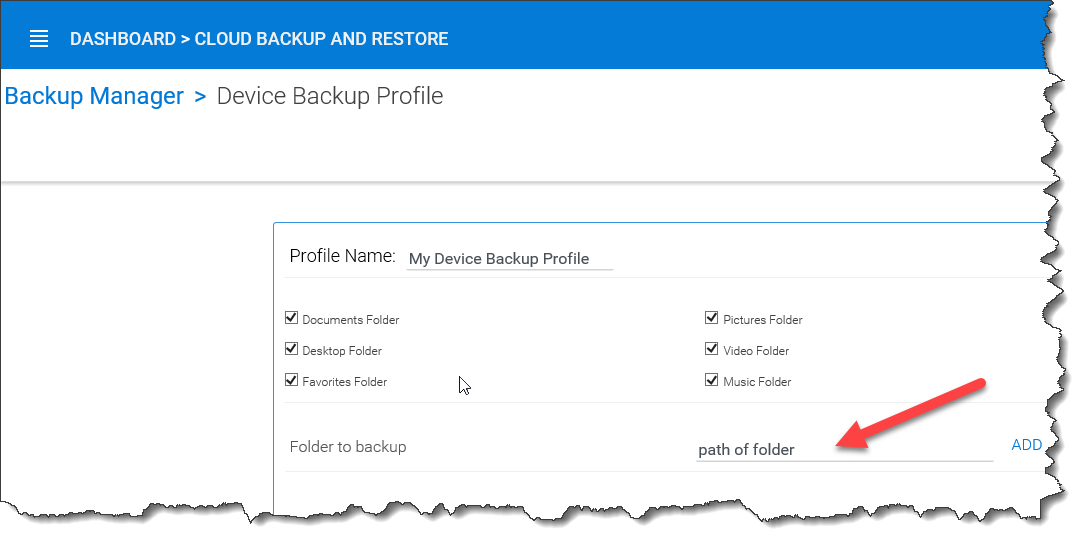 DASHBOARD > CLOUD BACKUP AND RESTORE
Backup Manager > Device Backup Profile
Profile Name: My Device Backup Profile
Documents Folder
Pictures Folder
Desktop Folder
Video Folder
Favorites Folder
Music Folder
Folder to backup
path of folder
ADD